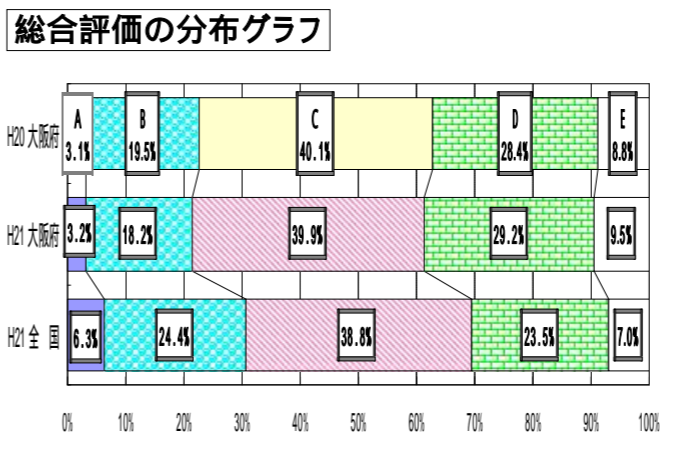 総合評価の分布グラフ
A B C D E
H20 大阪府 3.1% 19.5% 40.1% 28.4% 8.8%
H21 大阪府 3.2% 18.2% 39.9% 29.2% 9.5%
H21 全 国 6.3% 24.4% 38.8% 23.5% 7.0%
0% 10% 20% 30% 40% 50% 60% 70% 80% 90% 100%